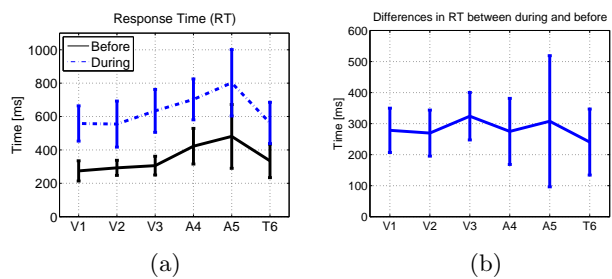 Response Time (RT)
Before
During
Time [ms]
1000
800
600
400
200
0
V1 V2 V3 A4 A5 T6
(a)
Differences in RT between during and before
Time [ms]
600
500
400
300
200
100
0
V1 V2 V3 A4 A5 T6
(b)